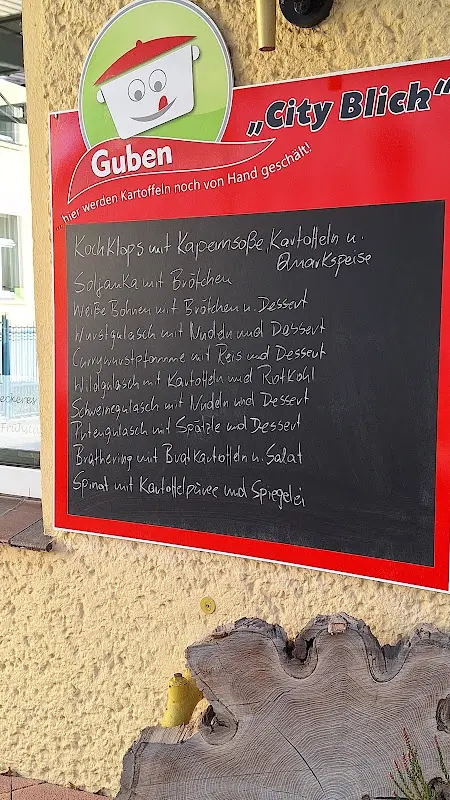 Guben
„City Blick“
...hier werden Kartoffeln noch von Hand geschält!
Kochklops mit Kapernsoße, Kartoffeln u.
Quarkspeise
Soljanka mit Brötchen
Weiße Bohnen mit Brötchen u. Dessert
Wurstgulasch mit Nudeln und Dessert
Currywurstpfanne mit Reis und Dessert
Wildgulasch mit Kartoffeln und Rotkohl
Schweinegulasch mit Nudeln und Dessert
Putengulasch mit Spätzle und Dessert
Brathering mit Bratkartoffeln u. Salat
Spinat mit Kartoffelpüree und Spiegelei